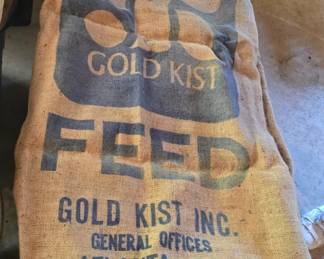 GOLD KIST
FEED
GOLD KIST INC.
GENERAL OFFICES